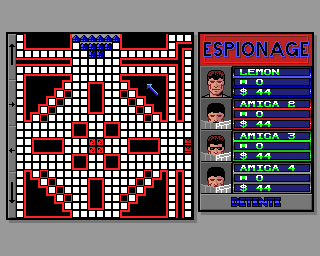 ESPIONAGE
LEMON
0
$ 44
AMIGA 2
0
$ 44
AMIGA 3
0
$ 44
AMIGA 4
0
$ 44
DETENTE